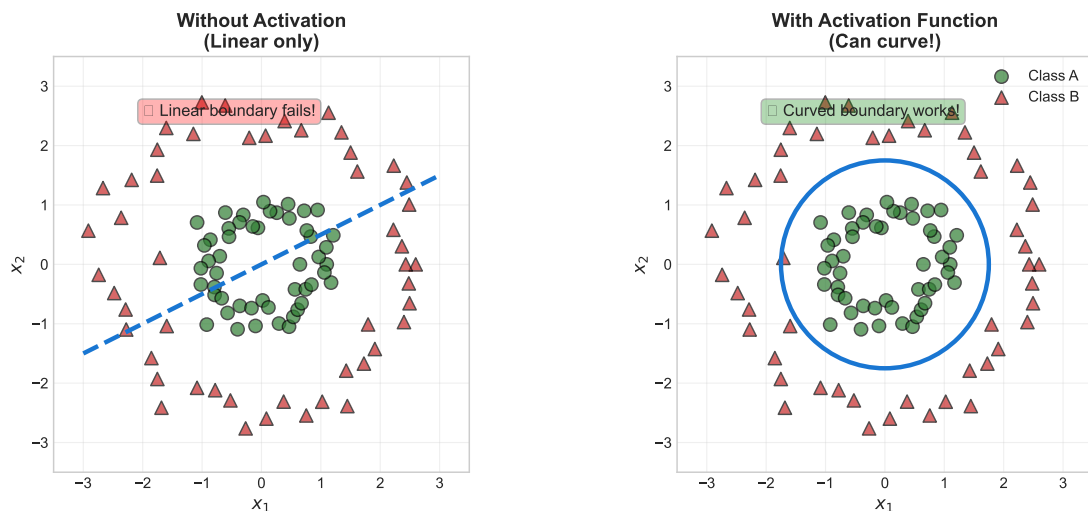 Without Activation
(Linear only)
Linear boundary fails!
3
2
1
0
−1
−2
−3
x₂
−3 −2 −1 0 1 2 3
x₁
With Activation Function
(Can curve!)
Class A
Class B
Curved boundary works!
3
2
1
0
−1
−2
−3
x₂
−3 −2 −1 0 1 2 3
x₁